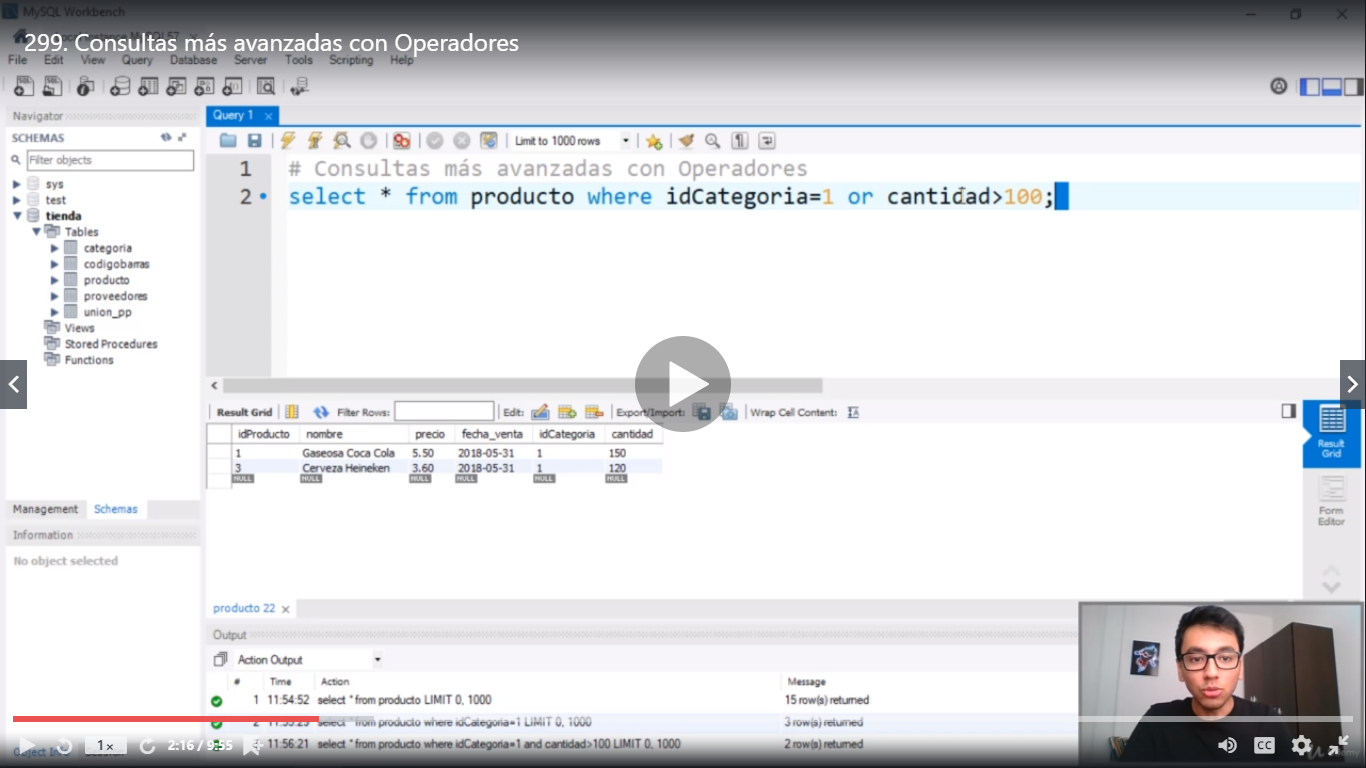 MySQL Workbench
299. Consultas más avanzadas con Operadores
File Edit View Query Database Server Tools Scripting Help
Navigator
SCHEMAS
Filter objects
sys
test
tienda
Tables
categoria
codigobarras
producto
proveedores
union_pp
Views
Stored Procedures
Functions
Management Schemas
Information
No object selected
Query 1
Limit to 1000 rows
1 # Consultas más avanzadas con Operadores
2 select * from producto where idCategoria=1 or cantidad>100;
Result Grid Filter Rows: Edit: Export/Import: Wrap Cell Content:
idProducto nombre precio fecha_venta idCategoria cantidad
1 Gaseosa Coca Cola 5.50 2018-05-31 1 150
3 Cerveza Heineken 3.60 2018-05-31 1 120
NULL NULL NULL NULL NULL NULL
Result
Grid
Form
Editor
producto 22
Output
Action Output
# Time Action Message
1 11:54:52 select * from producto LIMIT 0, 1000 15 row(s) returned
2 11:55:29 select * from producto where idCategoria=1 LIMIT 0, 1000 3 row(s) returned
11:56:21 select * from producto where idCategoria=1 and cantidad>100 LIMIT 0, 1000 2 row(s) returned
1× 2:16 / 9:55
CC